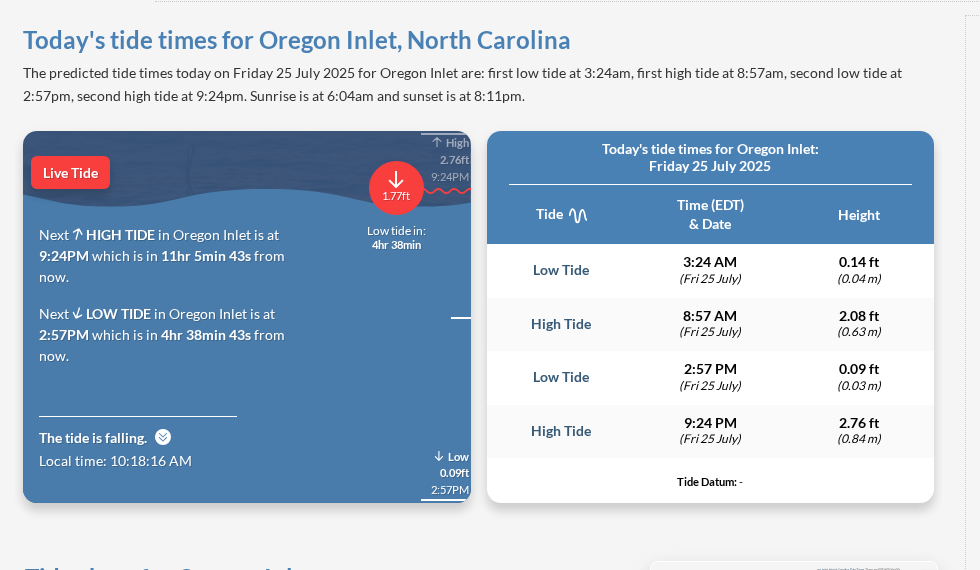 Today's tide times for Oregon Inlet, North Carolina
The predicted tide times today on Friday 25 July 2025 for Oregon Inlet are: first low tide at 3:24am, first high tide at 8:57am, second low tide at
2:57pm, second high tide at 9:24pm. Sunrise is at 6:04am and sunset is at 8:11pm.
Live Tide
High
2.76ft
9:24PM
1.77ft
Low tide in:
4hr 38min
Next HIGH TIDE in Oregon Inlet is at
9:24PM which is in 11hr 5min 43s from
now.
Next LOW TIDE in Oregon Inlet is at
2:57PM which is in 4hr 38min 43s from
now.
The tide is falling.
Local time: 10:18:16 AM
Low
0.09ft
2:57PM
Today's tide times for Oregon Inlet:
Friday 25 July 2025
Tide Time (EDT) & Date Height
Low Tide 3:24 AM 0.14 ft
(Fri 25 July) (0.04 m)
High Tide 8:57 AM 2.08 ft
(Fri 25 July) (0.63 m)
Low Tide 2:57 PM 0.09 ft
(Fri 25 July) (0.03 m)
High Tide 9:24 PM 2.76 ft
(Fri 25 July) (0.84 m)
Tide Datum: -